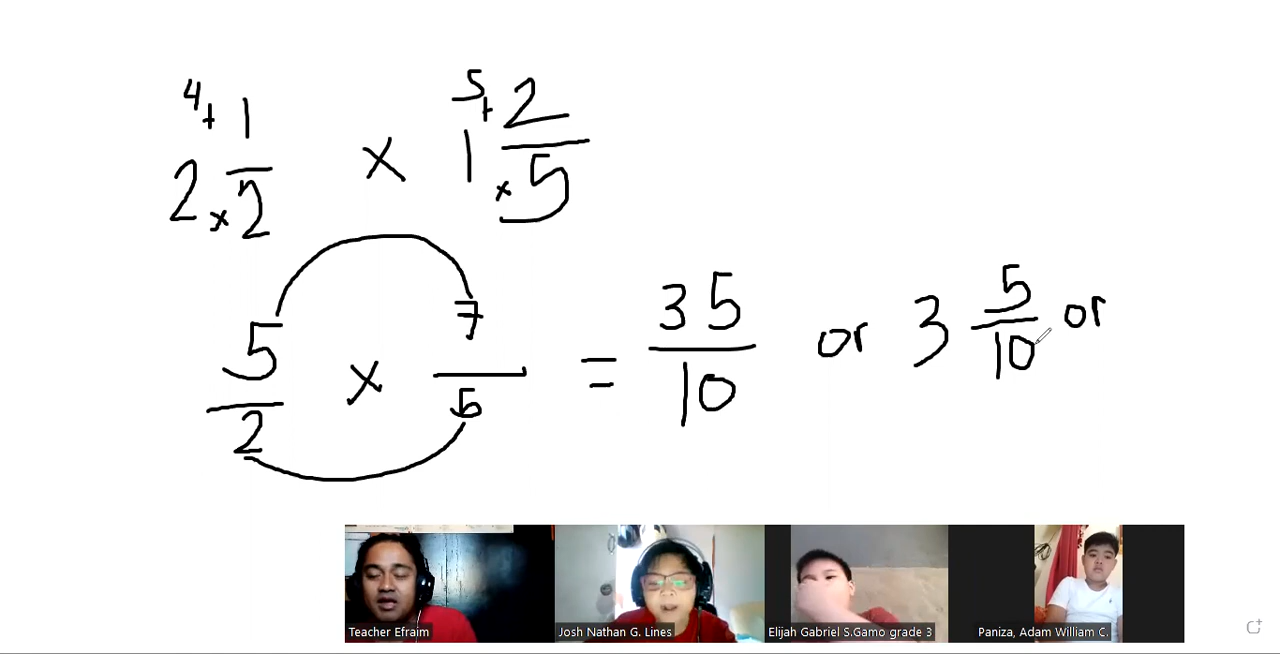 4+ 1 5+ 2
2 x 2 x 1 x 5
5 7 35 5
— x — = — or 3 — or
2 5 10 10
Teacher Efraim
Josh Nathan G. Lines
Elijah Gabriel S.Gamo grade 3
Paniza, Adam William C.